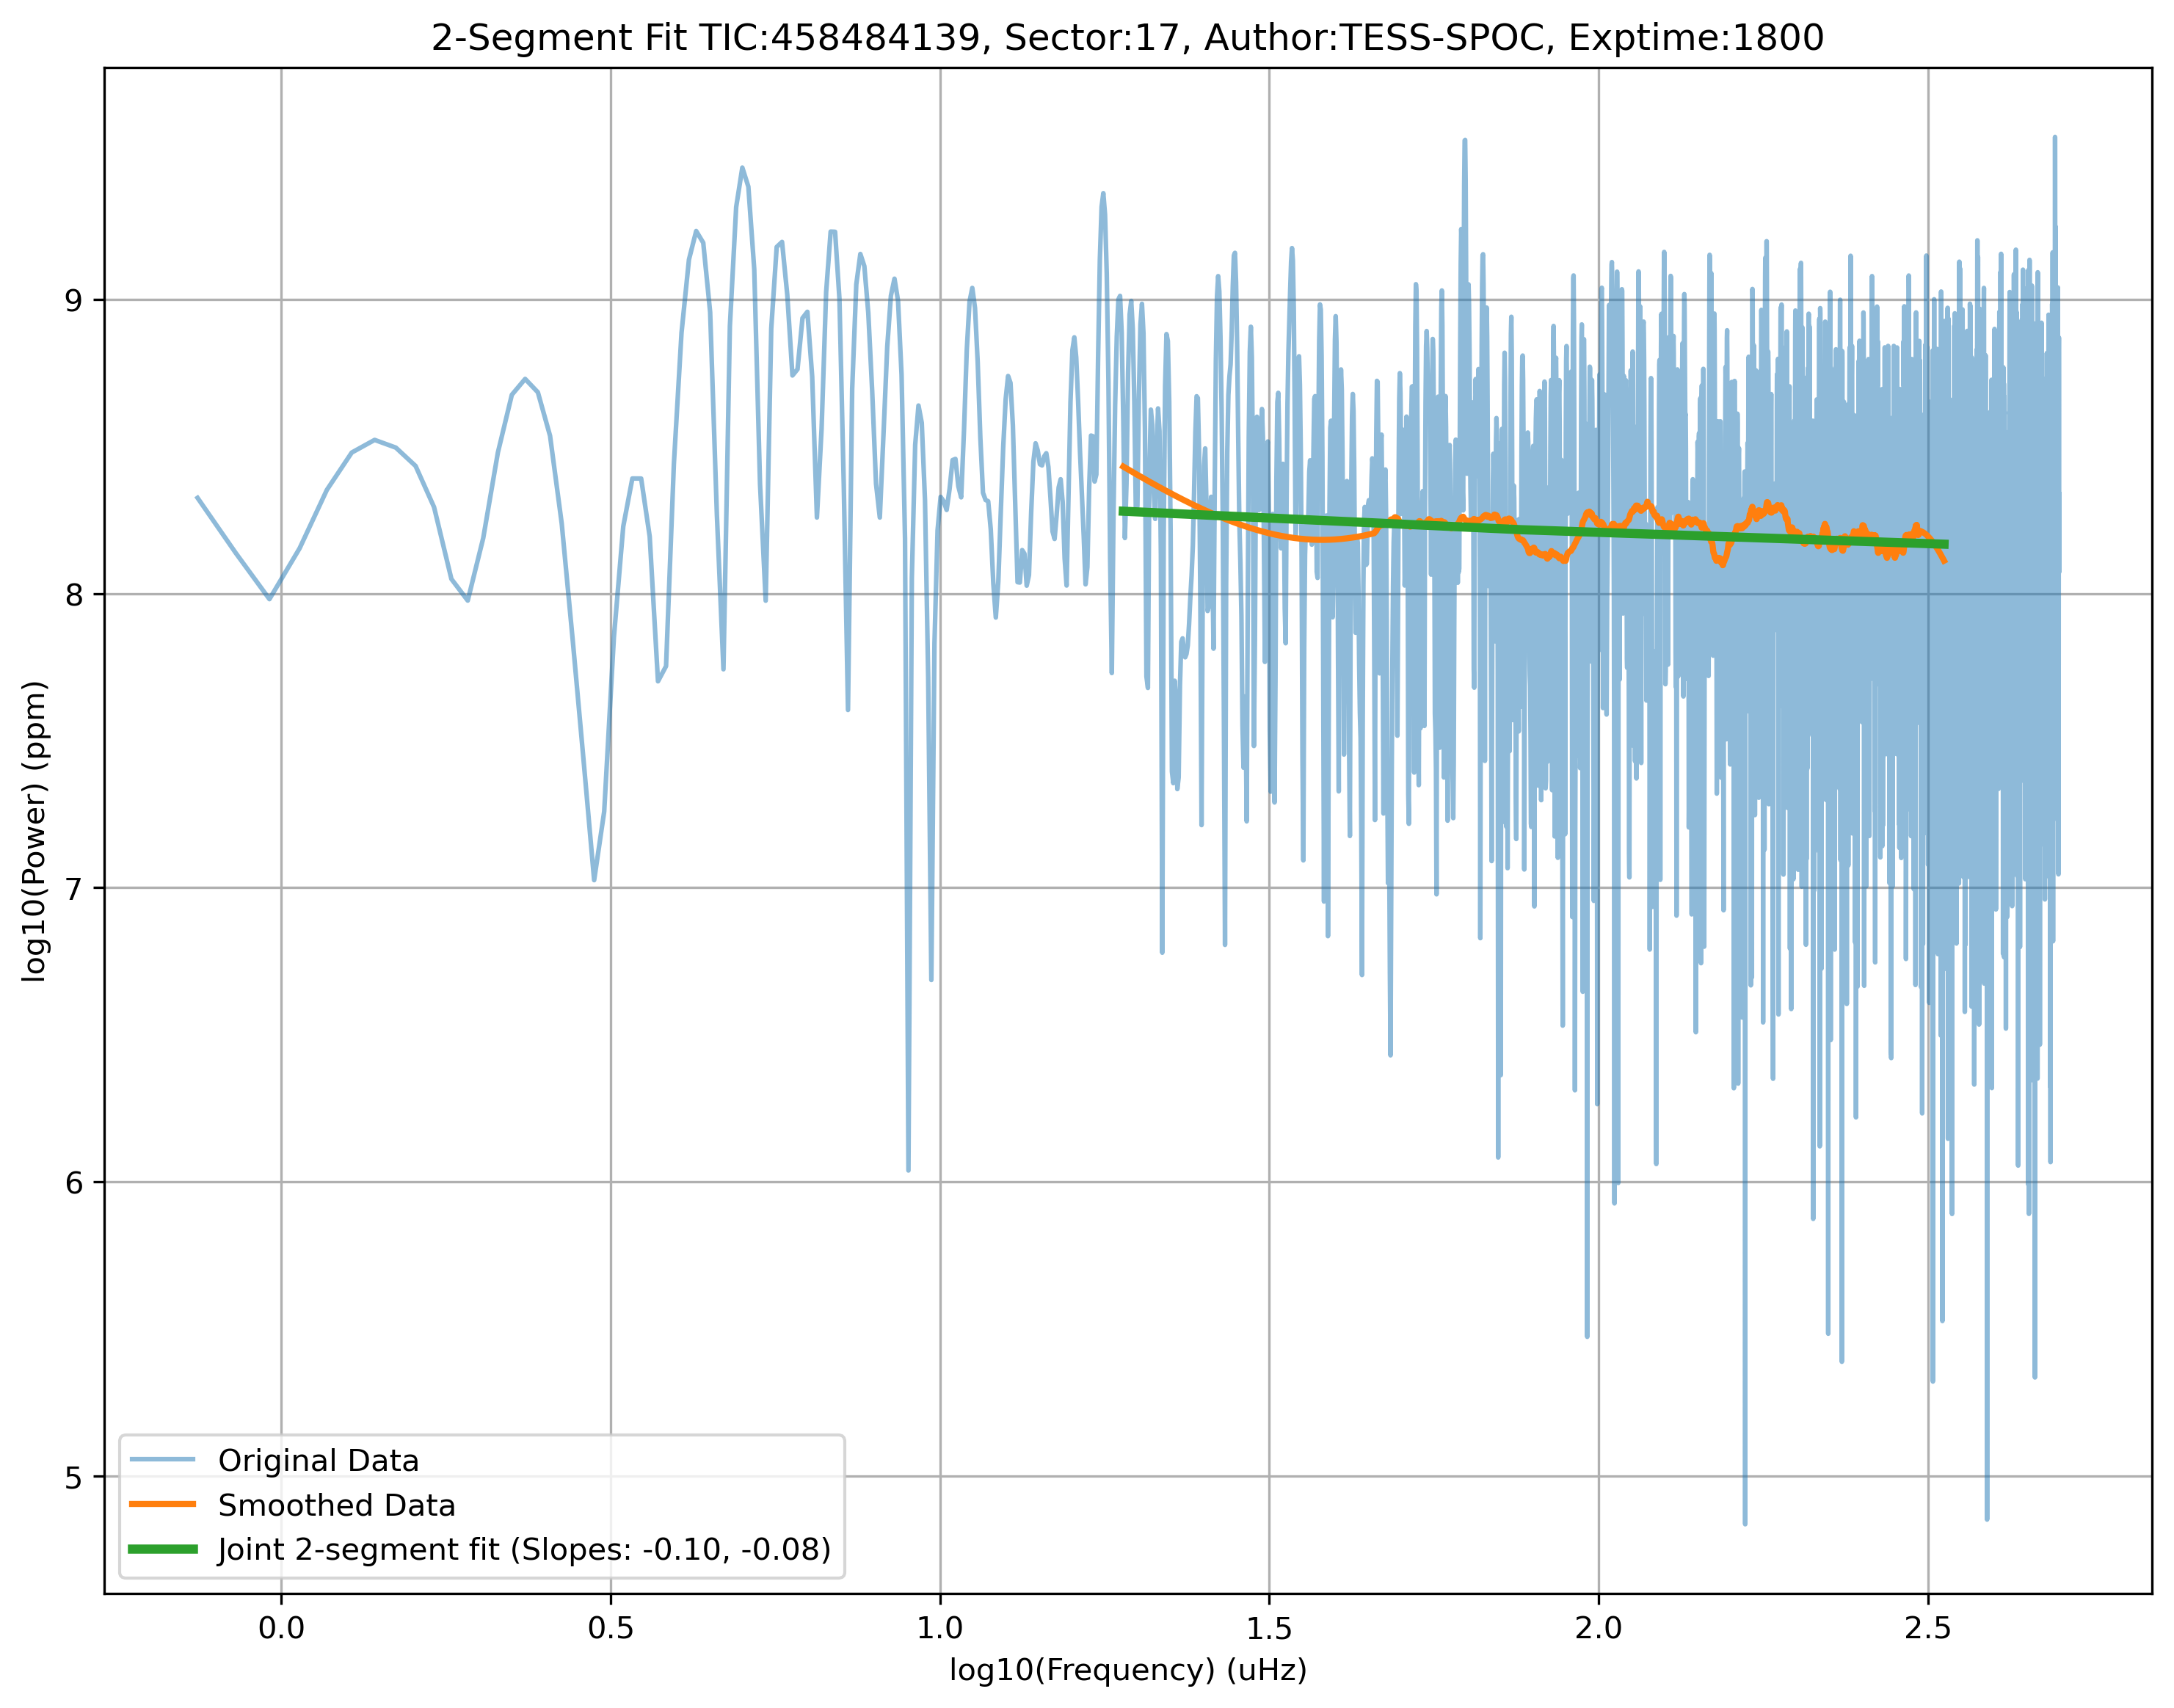 2-Segment Fit TIC:458484139, Sector:17, Author:TESS-SPOC, Exptime:1800
log10(Power) (ppm)
9
8
7
6
5
Original Data
Smoothed Data
Joint 2-segment fit (Slopes: -0.10, -0.08)
0.0 0.5 1.0 1.5 2.0 2.5
log10(Frequency) (uHz)